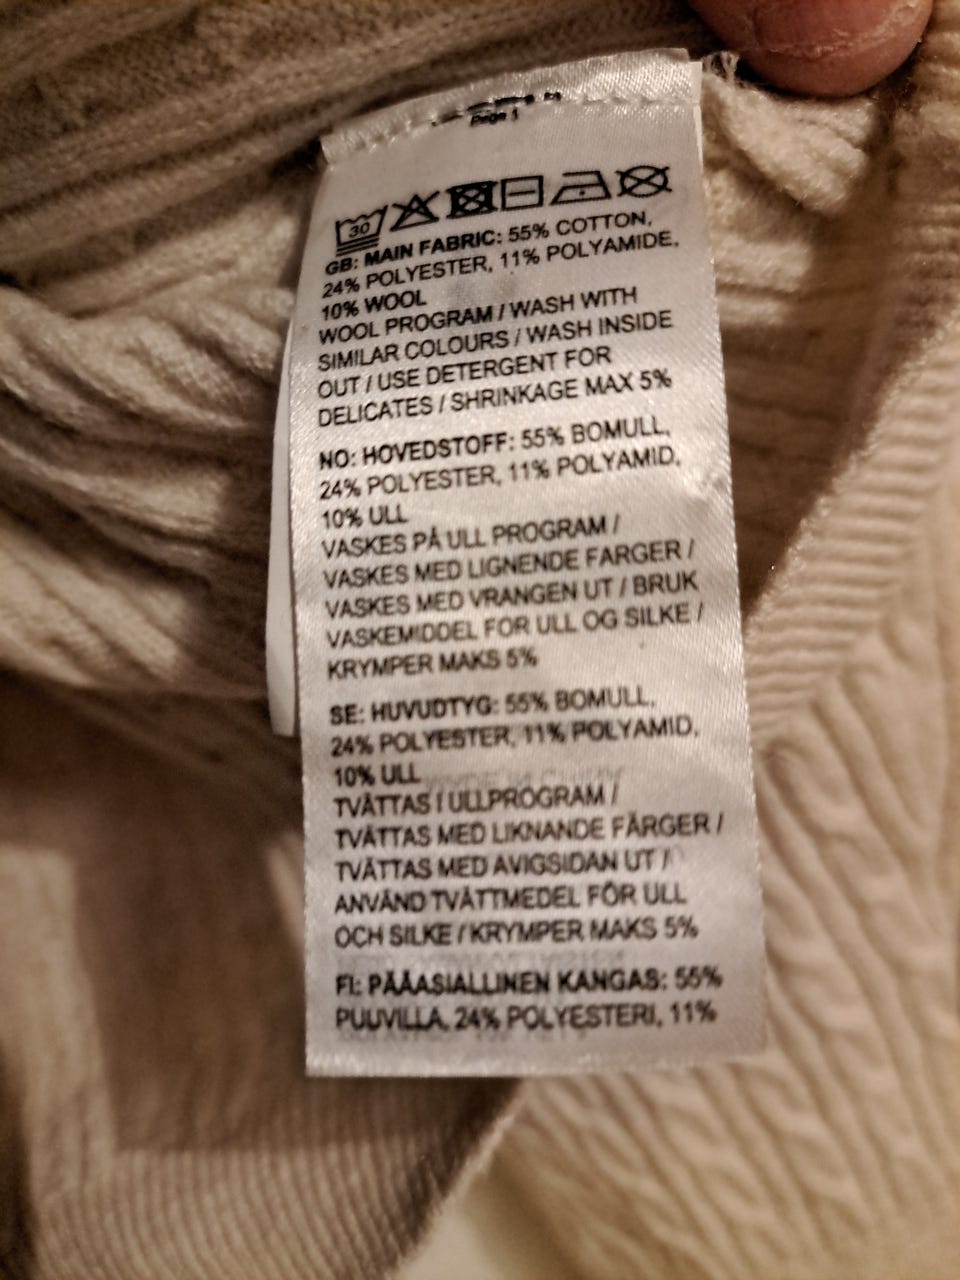 Page 1
30
GB: MAIN FABRIC: 55% COTTON,
24% POLYESTER, 11% POLYAMIDE,
10% WOOL
WOOL PROGRAM / WASH WITH
SIMILAR COLOURS / WASH INSIDE
OUT / USE DETERGENT FOR
DELICATES / SHRINKAGE MAX 5%
NO: HOVEDSTOFF: 55% BOMULL,
24% POLYESTER, 11% POLYAMID,
10% ULL
VASKES PÅ ULL PROGRAM /
VASKES MED LIGNENDE FARGER /
VASKES MED VRANGEN UT / BRUK
VASKEMIDDEL FOR ULL OG SILKE /
KRYMPER MAKS 5%
SE: HUVUDTYG: 55% BOMULL,
24% POLYESTER, 11% POLYAMID,
10% ULL
TVÄTTAS I ULLPROGRAM /
TVÄTTAS MED LIKNANDE FÄRGER /
TVÄTTAS MED AVIGSIDAN UT /
ANVÄND TVÄTTMEDEL FÖR ULL
OCH SILKE / KRYMPER MAKS 5%
FI: PÄÄASIALLINEN KANGAS: 55%
PUUVILLA, 24% POLYESTERI, 11%